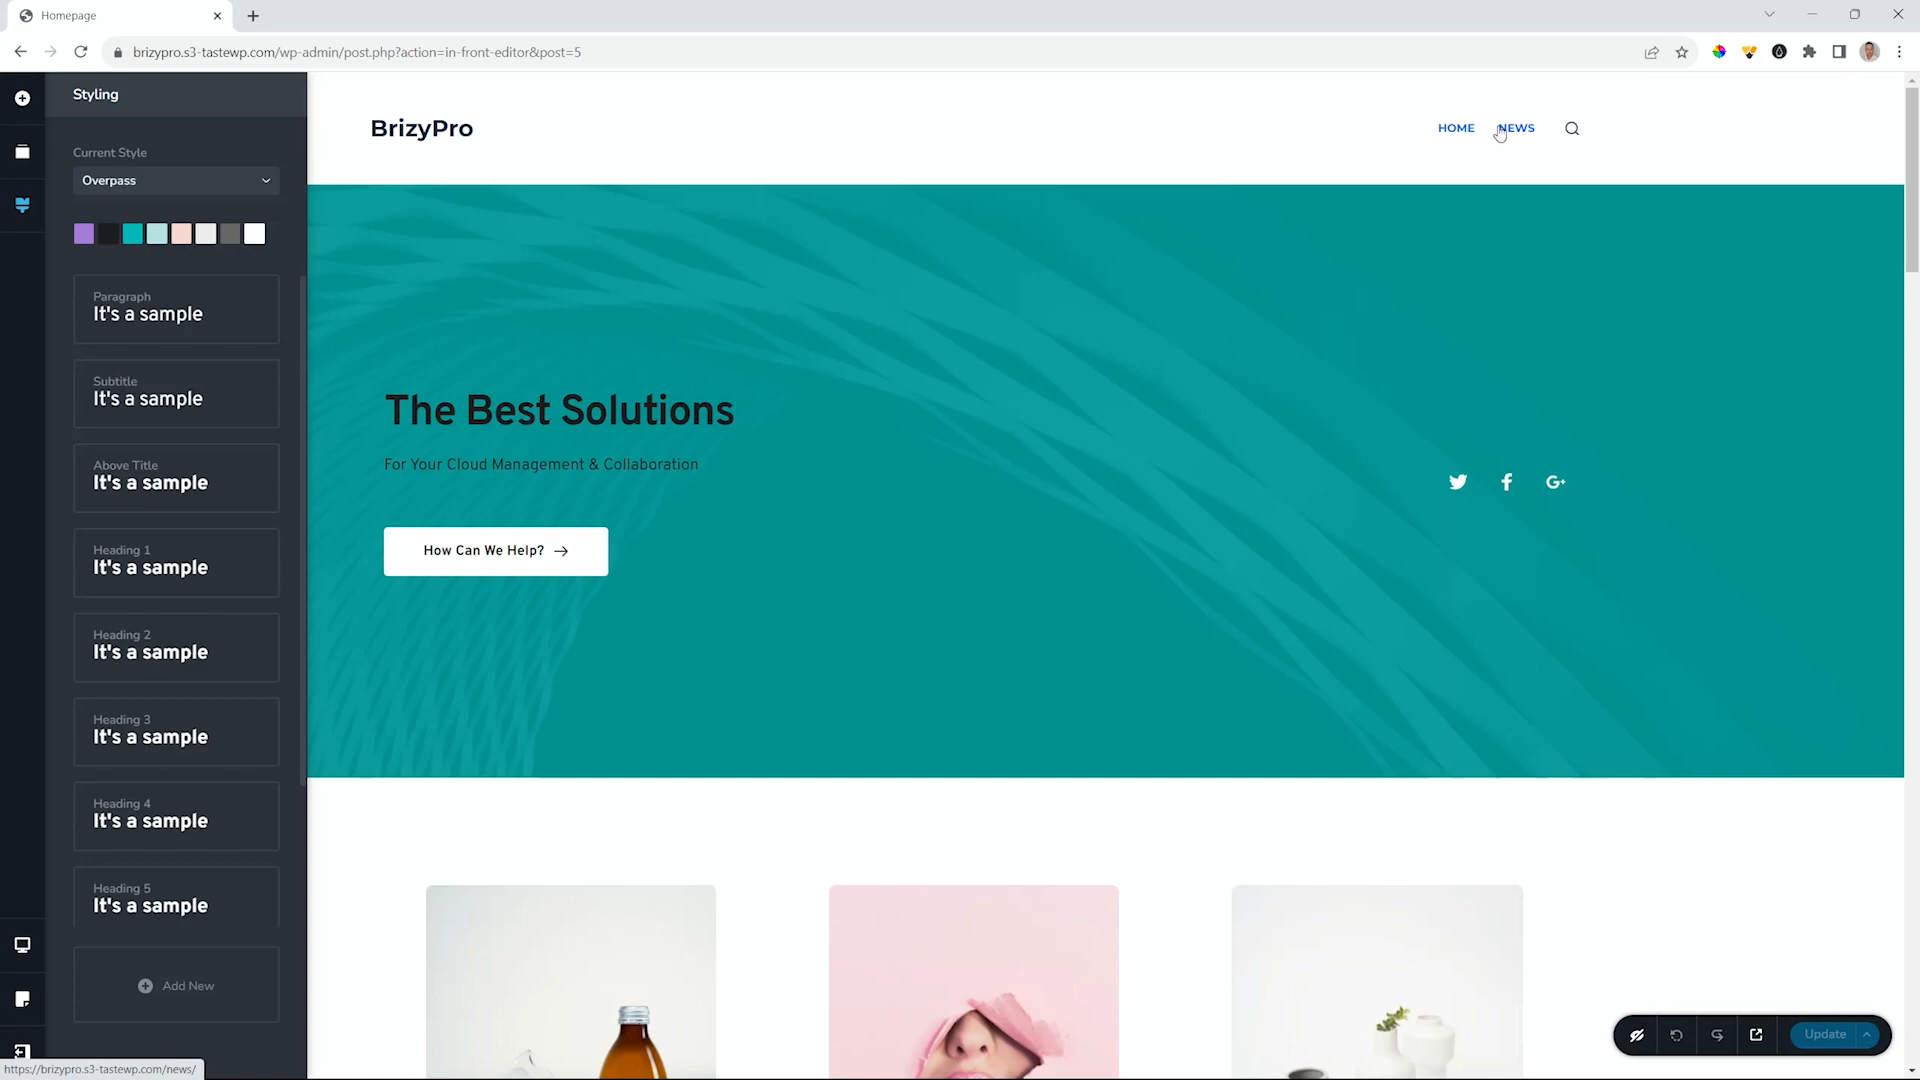 Homepage
brizypro.s3-tastewp.com/wp-admin/post.php?action=in-front-editor&post=5
Styling
Current Style
Overpass
Paragraph
It's a sample
Subtitle
It's a sample
Above Title
It's a sample
Heading 1
It's a sample
Heading 2
It's a sample
Heading 3
It's a sample
Heading 4
It's a sample
Heading 5
It's a sample
Add New
https://brizypro.s3-tastewp.com/news/
BrizyPro
HOME NEWS
The Best Solutions
For Your Cloud Management & Collaboration
How Can We Help?
G+
Update